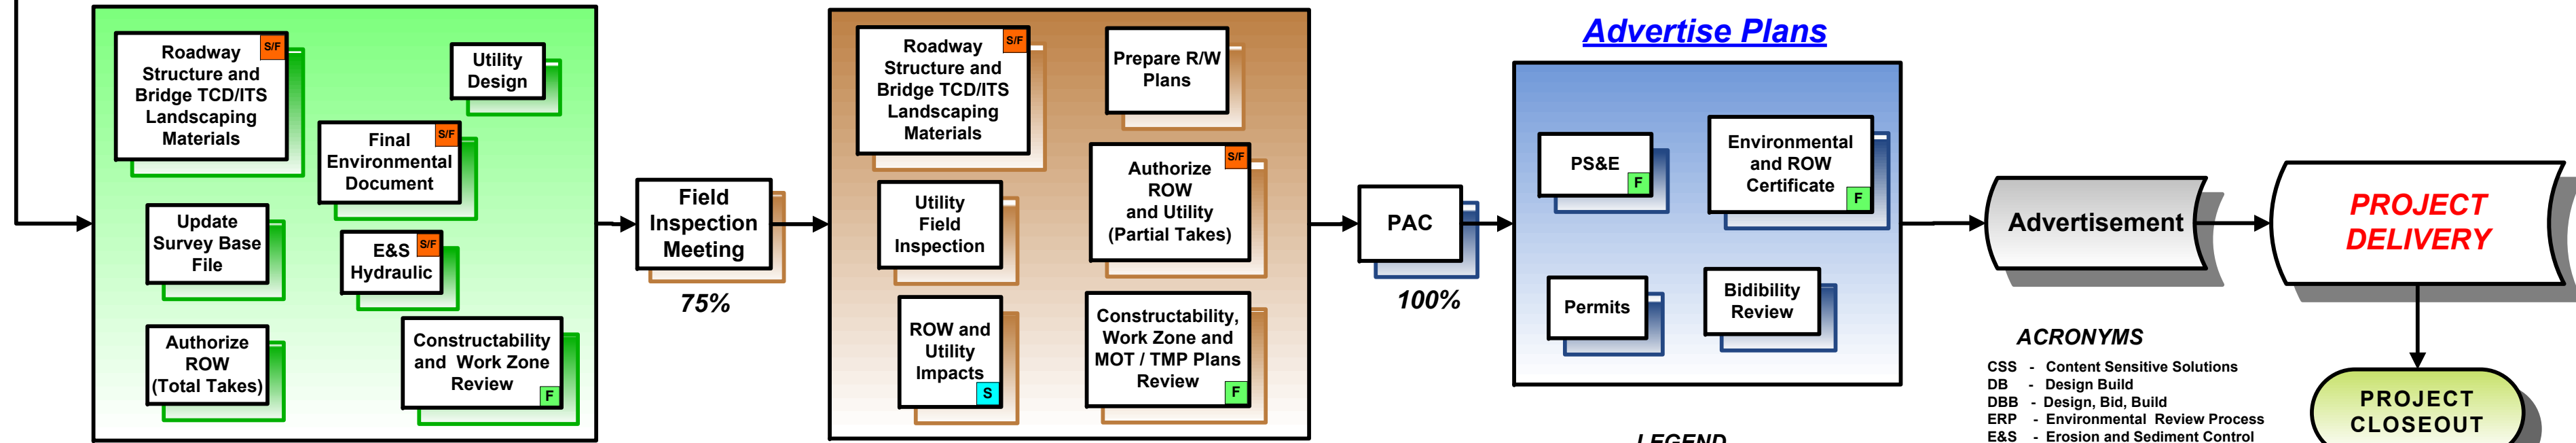 Roadway
Structure and
Bridge TCD/ITS
Landscaping
Materials
S/F
Utility
Design
Final
Environmental
Document
S/F
Update
Survey Base
File
E&S
Hydraulic
S/F
Authorize
ROW
(Total Takes)
Constructability
and Work Zone
Review
F
Field
Inspection
Meeting
75%
Roadway
Structure and
Bridge TCD/ITS
Landscaping
Materials
S/F
Prepare R/W
Plans
Authorize
ROW
and Utility
(Partial Takes)
S/F
Utility
Field
Inspection
ROW and
Utility
Impacts
S
Constructability,
Work Zone and
MOT / TMP Plans
Review
F
PAC
100%
Advertise Plans
PS&E
F
Environmental
and ROW
Certificate
F
Permits
Bidibility
Review
Advertisement
PROJECT
DELIVERY
PROJECT
CLOSEOUT
ACRONYMS
CSS - Content Sensitive Solutions
DB - Design Build
DBB - Design, Bid, Build
ERP - Environmental Review Process
E&S - Erosion and Sediment Control
LEGEND